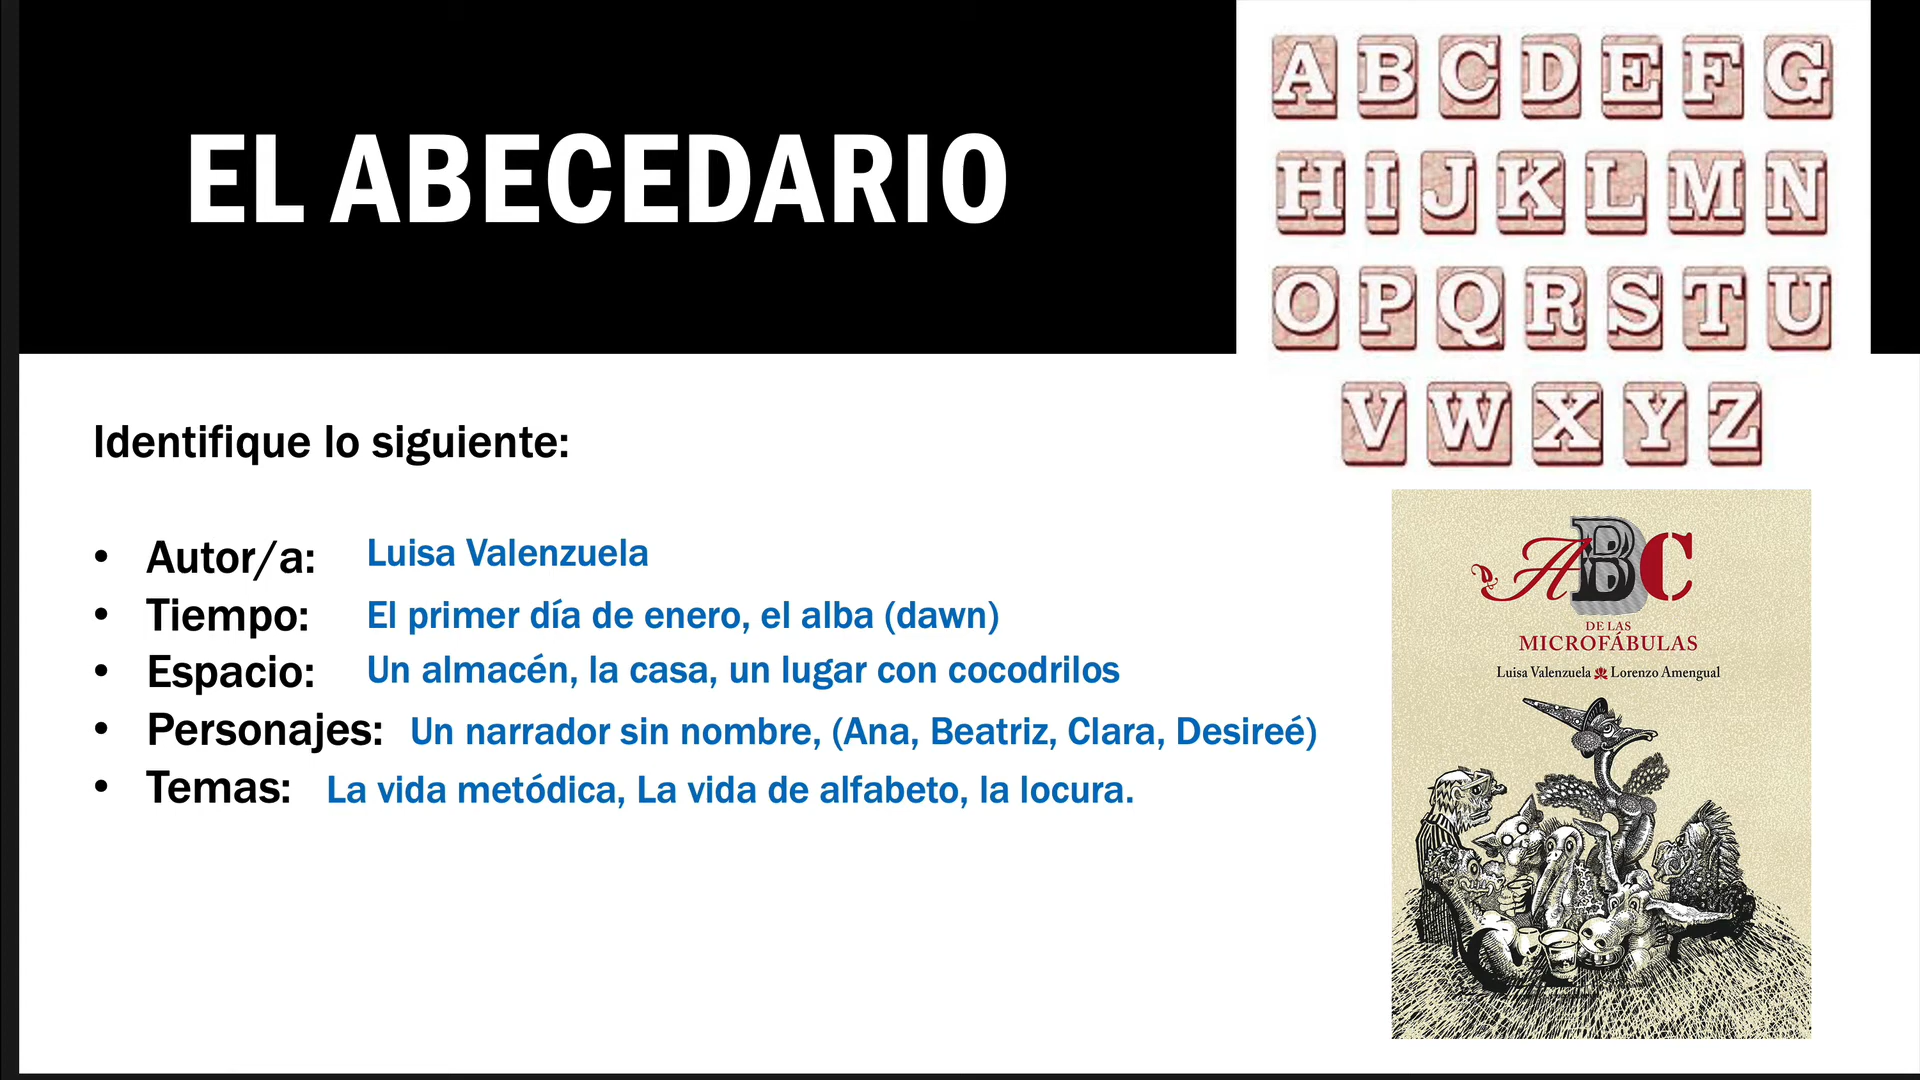 EL ABECEDARIO
A B C D E F G
H I J K L M N
O P Q R S T U
V W X Y Z
Identifique lo siguiente:
• Autor/a: Luisa Valenzuela
• Tiempo: El primer día de enero, el alba (dawn)
• Espacio: Un almacén, la casa, un lugar con cocodrilos
• Personajes: Un narrador sin nombre, (Ana, Beatriz, Clara, Desireé)
• Temas: La vida metódica, La vida de alfabeto, la locura.
ABC
DE LAS
MICROFÁBULAS
Luisa Valenzuela Lorenzo Amengual